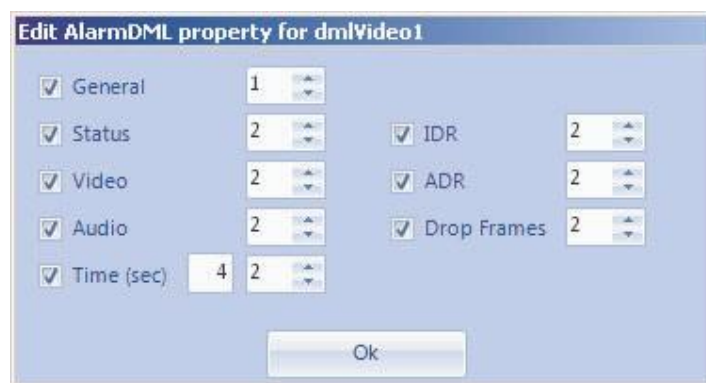 Edit AlarmDML property for dmlVideo1
General 1
Status 2 IDR 2
Video 2 ADR 2
Audio 2 Drop Frames 2
Time (sec) 4 2
Ok